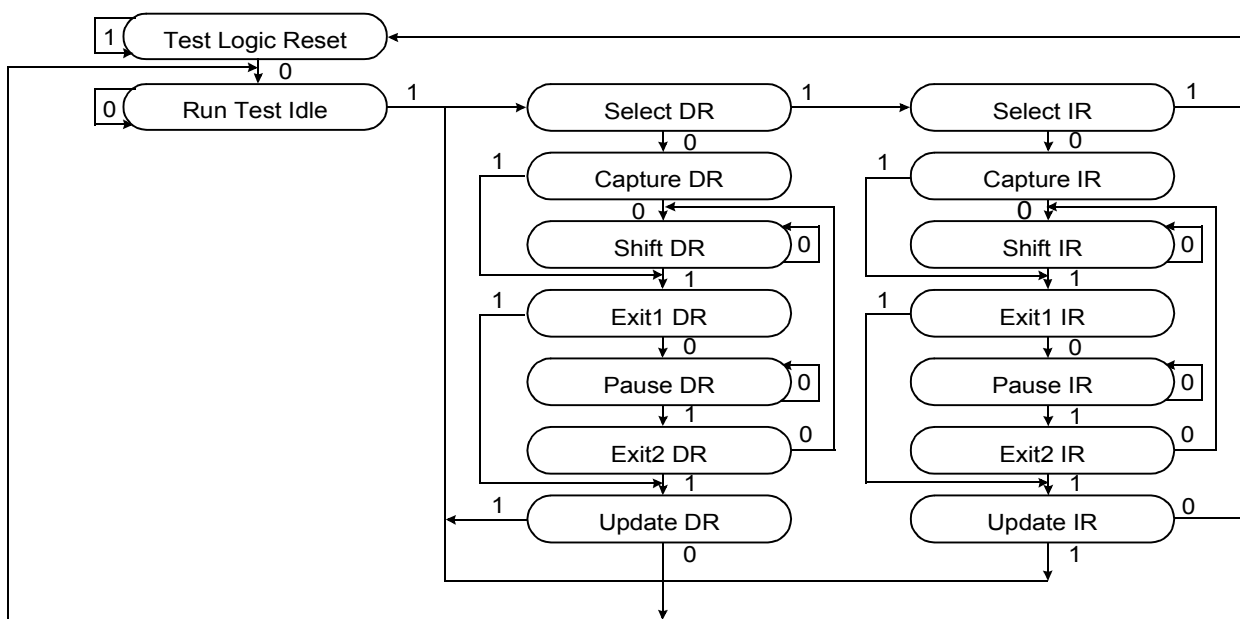 1 Test Logic Reset
0
0 Run Test Idle 1 Select DR 1 Select IR 1
0 0
1 Capture DR 1 Capture IR
0 0
Shift DR 0 Shift IR 0
1 1
1 Exit1 DR 1 Exit1 IR
0 0
Pause DR 0 Pause IR 0
1 1
Exit2 DR 0 Exit2 IR 0
1 1
1 Update DR Update IR 0
0 1